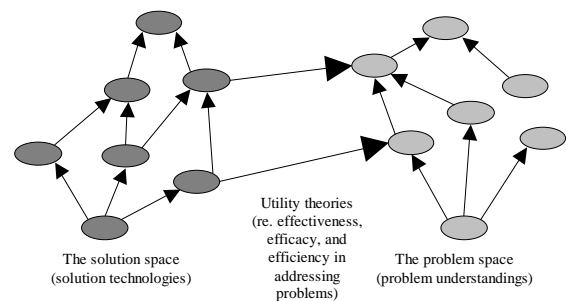 The solution space
(solution technologies)
Utility theories
(re. effectiveness,
efficacy, and
efficiency in
addressing
problems)
The problem space
(problem understandings)